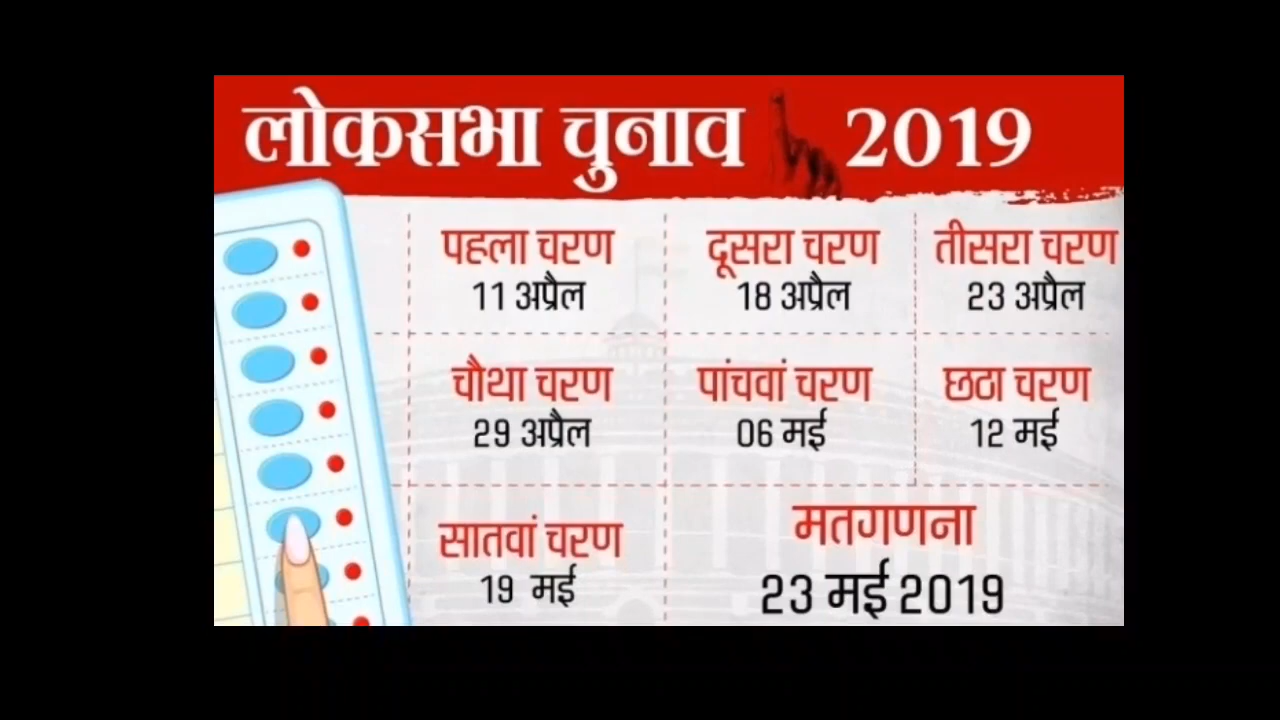 लोकसभा चुनाव 2019
पहला चरण
11 अप्रैल
दूसरा चरण
18 अप्रैल
तीसरा चरण
23 अप्रैल
चौथा चरण
29 अप्रैल
पांचवां चरण
06 मई
छठा चरण
12 मई
सातवां चरण
19 मई
मतगणना
23 मई 2019